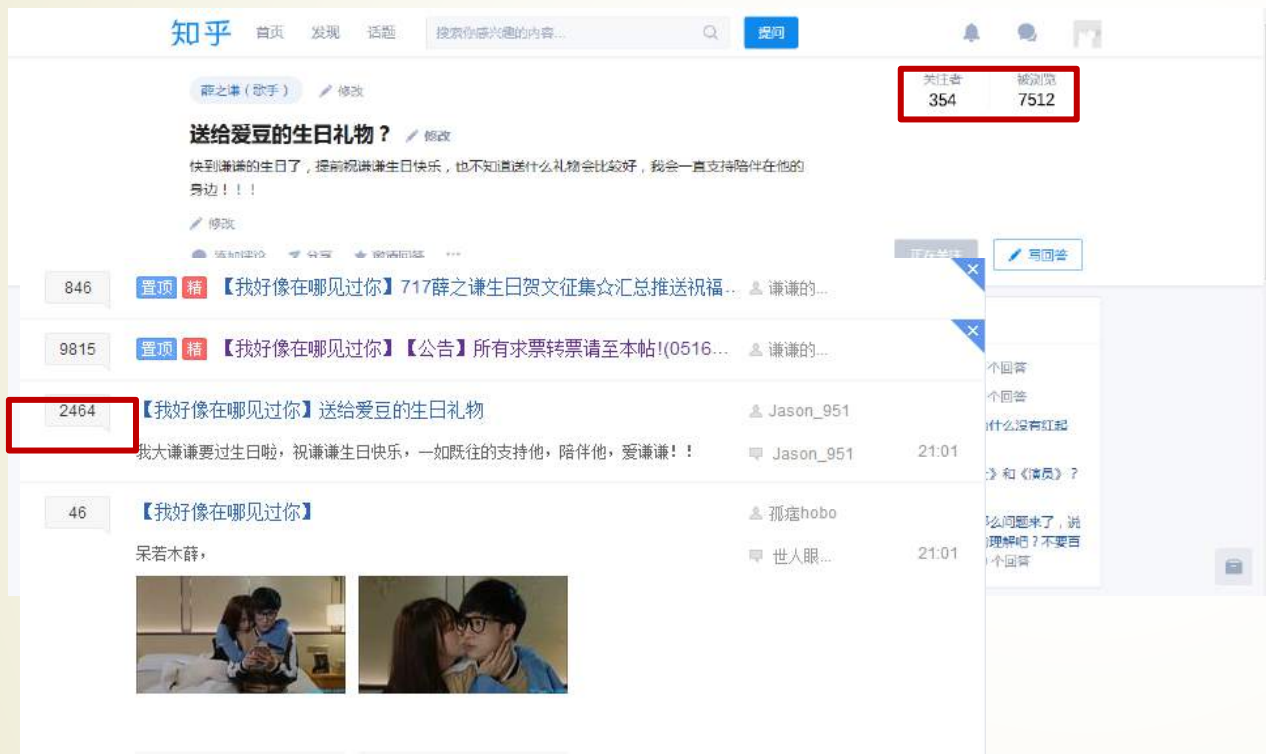 知乎 首页 发现 话题 搜索你感兴趣的内容... 提问
薛之谦（歌手） 修改
关注者 被浏览
354 7512
送给爱豆的生日礼物？ 修改
快到谦谦的生日了，提前祝谦谦生日快乐，也不知道送什么礼物会比较好，我会一直支持陪伴在他的
身边！！！
修改
添加评论 分享 邀请回答 ...
写回答
846 置顶 精 【我好像在哪见过你】717薛之谦生日贺文征集☆汇总推送祝福... 谦谦的...
9815 置顶 精 【我好像在哪见过你】【公告】所有求票转票请至本帖!(0516... 谦谦的...
2464 【我好像在哪见过你】送给爱豆的生日礼物 Jason_951
我大谦谦要过生日啦，祝谦谦生日快乐，一如既往的支持他，陪伴他，爱谦谦！！ Jason_951 21:01
46 【我好像在哪见过你】 孤痞hobo
呆若木薛， 世人眼... 21:01
个回答
个回答
什么没有红起
》和《演员》？
么问题来了，说
理解吧？不要百
个回答